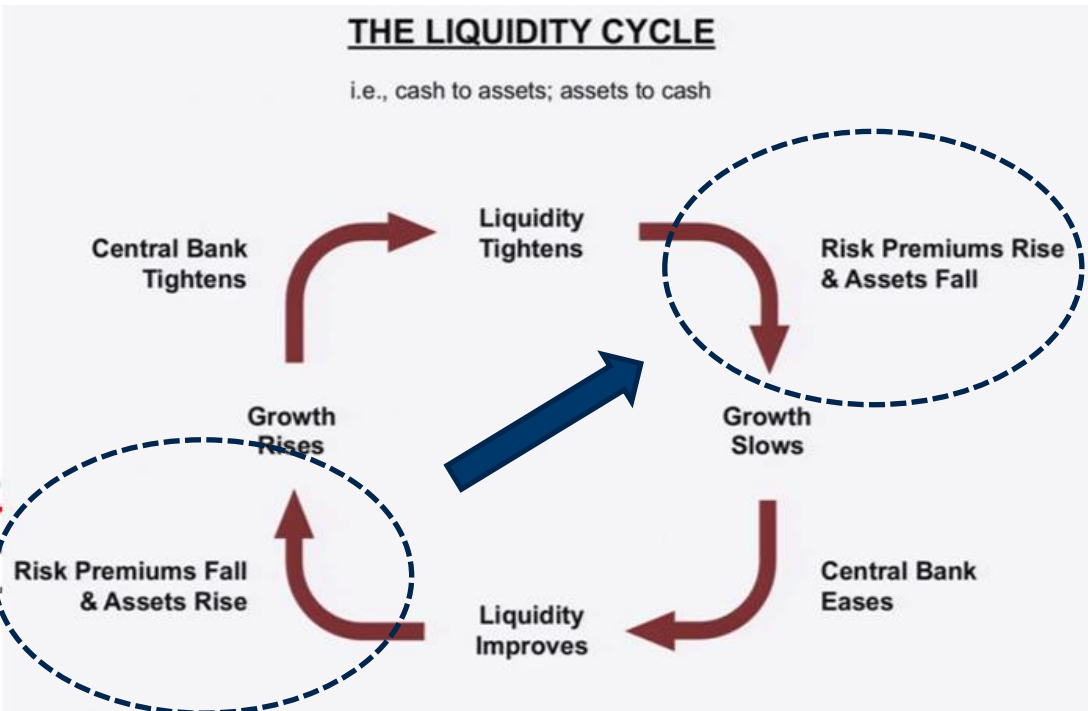 THE LIQUIDITY CYCLE
i.e., cash to assets; assets to cash
Liquidity
Tightens
Central Bank
Tightens
Risk Premiums Rise
& Assets Fall
Growth
Rises
Growth
Slows
Risk Premiums Fall
& Assets Rise
Central Bank
Eases
Liquidity
Improves